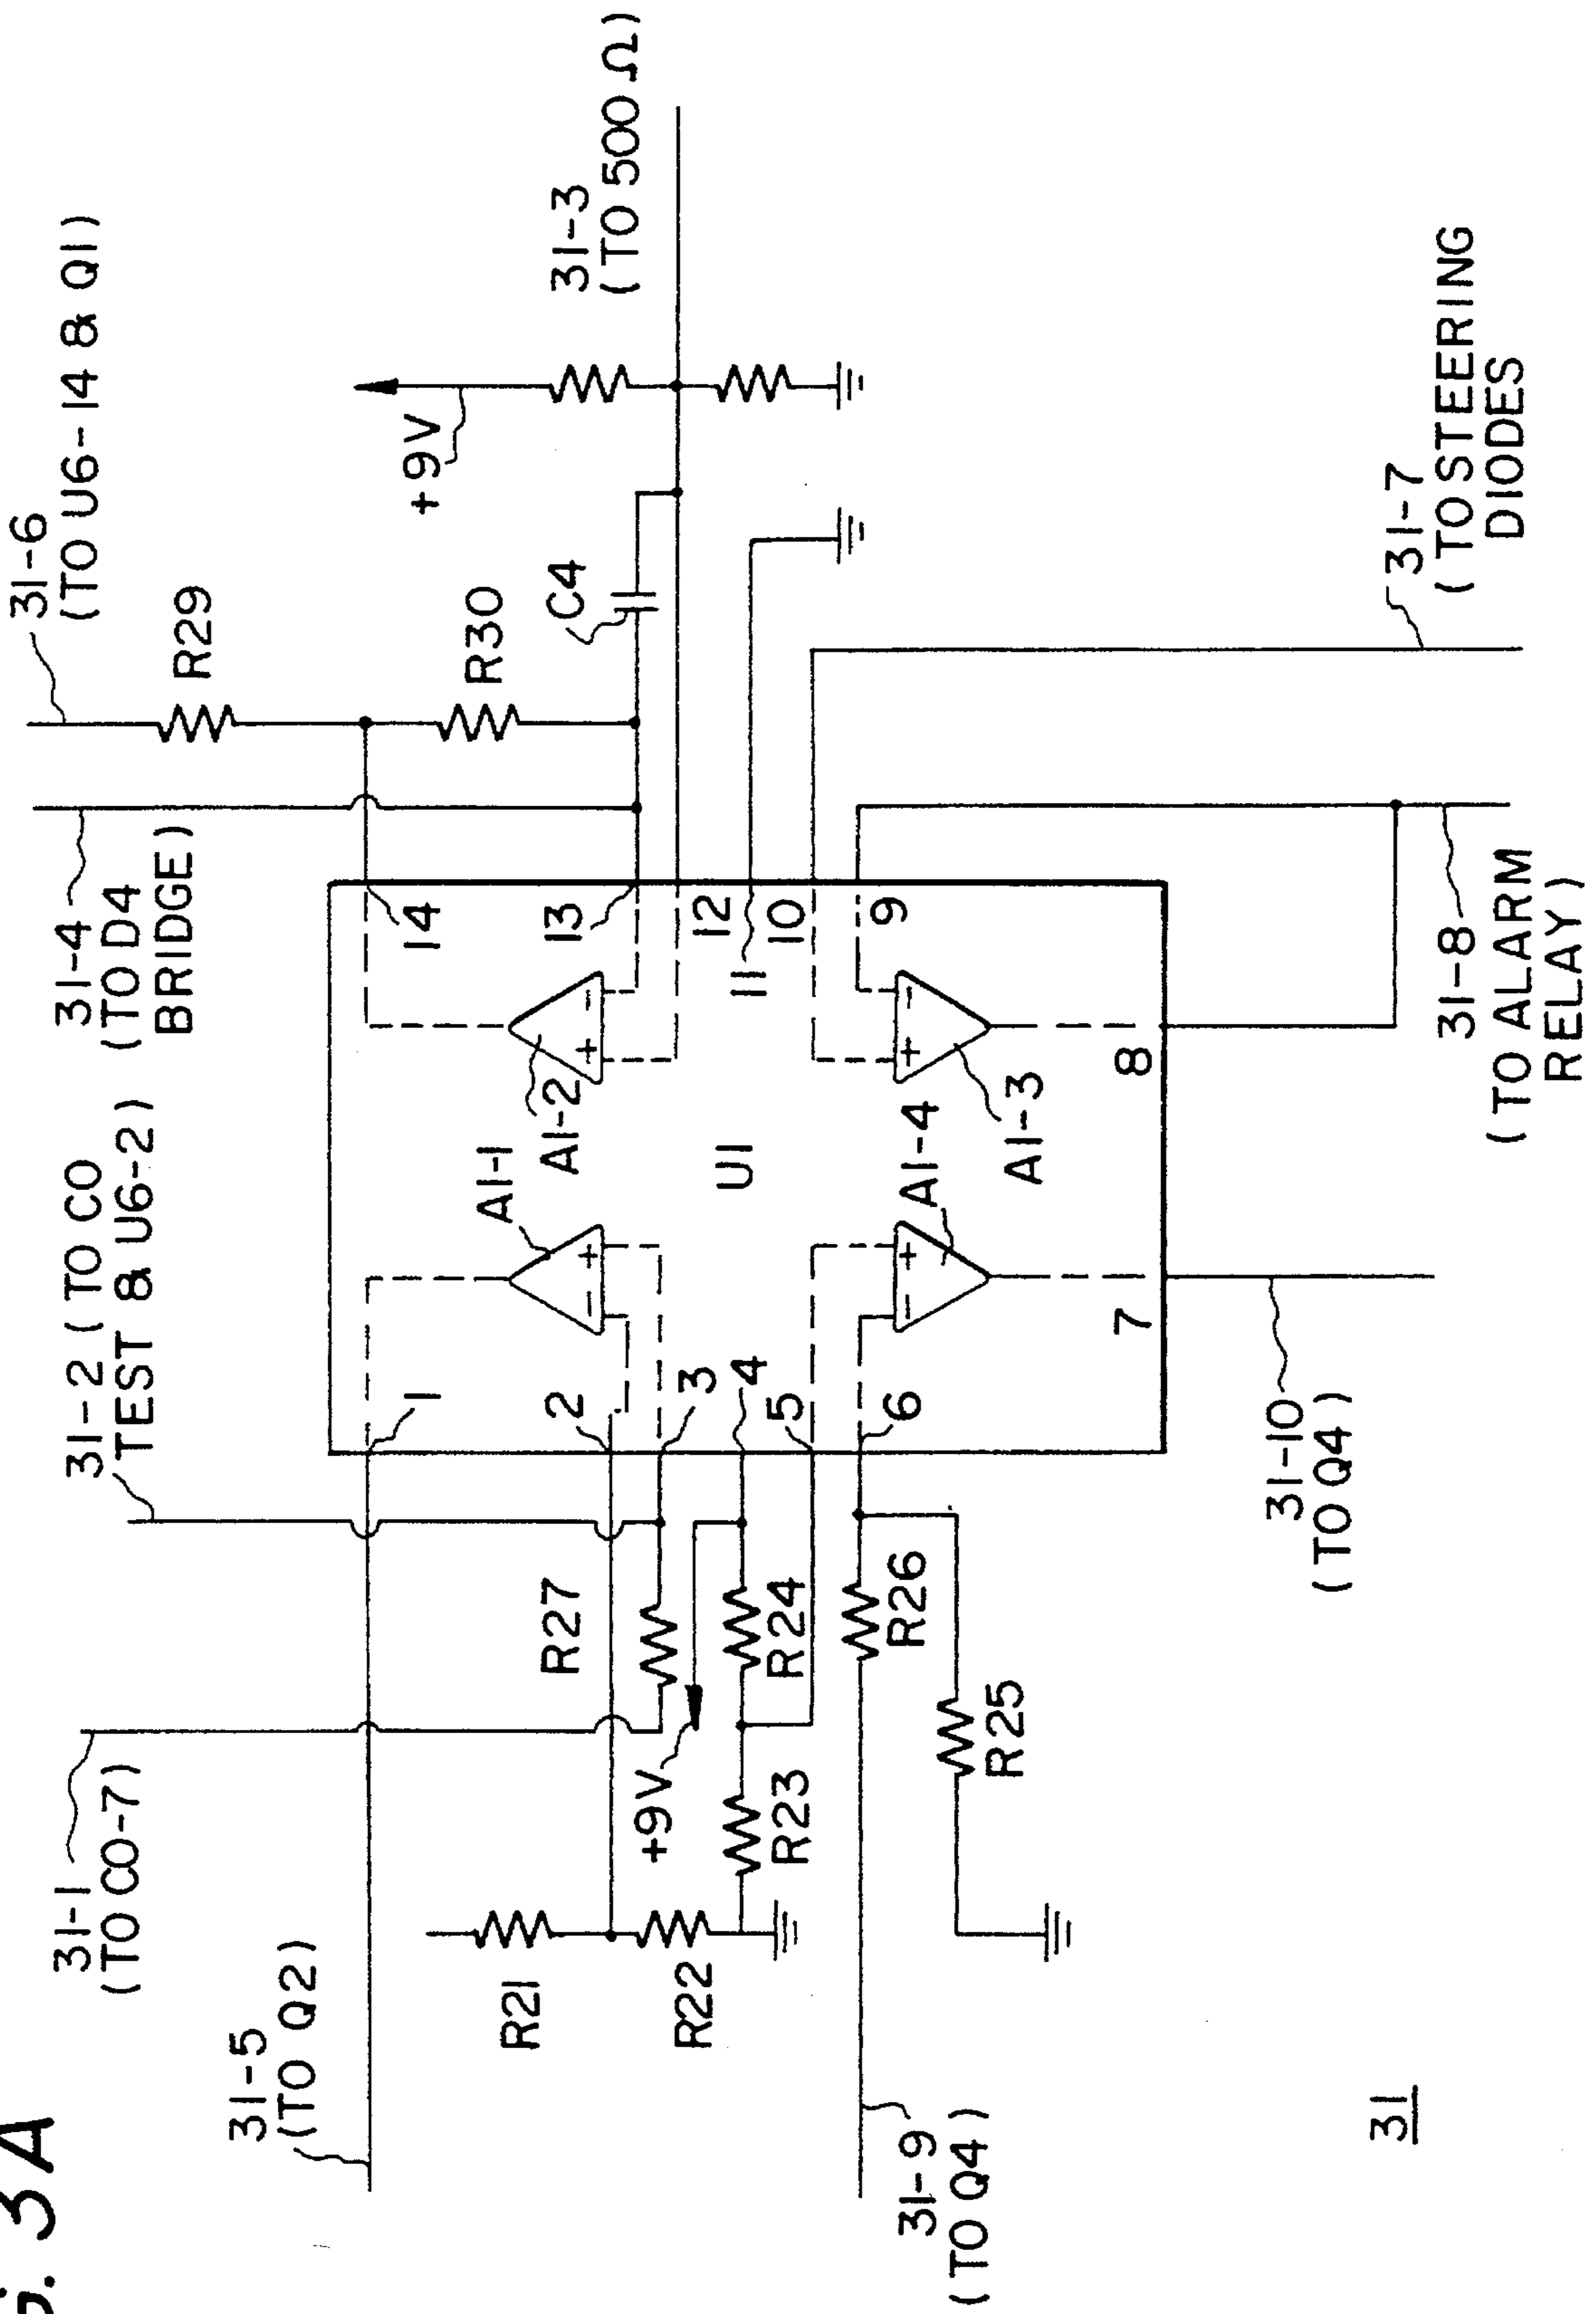 G. 3A
31-5
(TO Q2)
31-1
(TO CO-7)
31-2 (TO CO
TEST & U6-2)
31-4
(TO D4
BRIDGE)
31-6
(TO U6-14 & Q1)
R29
R30
C4
+9V
31-3
(TO 500 Ω)
R21
R22
R27
+9V
R23
R24
R26
R25
1
2
3
4
5
6
7
8
9
10
11
12
13
14
A1-1
A1-2
U1
A1-4
A1-3
- +
+ -
- +
+ -
31-9
(TO Q4)
31-10
(TO Q4)
31-8
(TO ALARM
RELAY)
31-7
(TO STEERING
DIODES
31